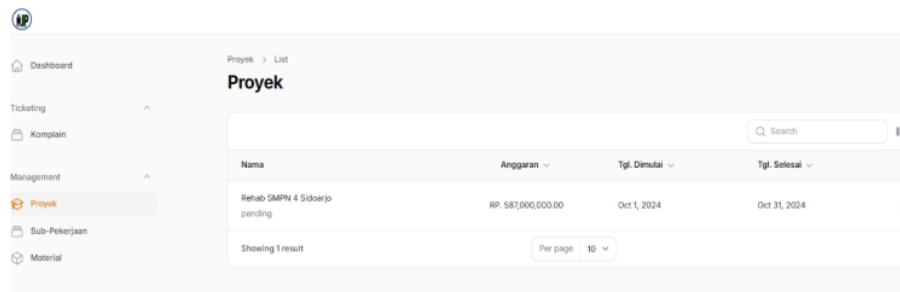 Dashboard
Ticketing
Komplain
Management
Proyek
Sub-Pekerjaan
Material
Proyek > List
Proyek
Search
Nama Anggaran Tgl. Dimulai Tgl. Selesai
Rehab SMPN 4 Sidoarjo
pending
RP. 587,000,000.00 Oct 1, 2024 Oct 31, 2024
Showing 1 result Per page 10